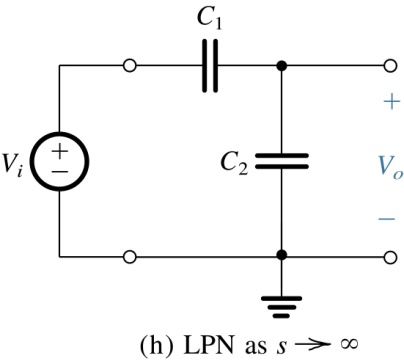 C₁
+
Vᵢ
+
−
C₂
Vₒ
−
(h) LPN as s → ∞